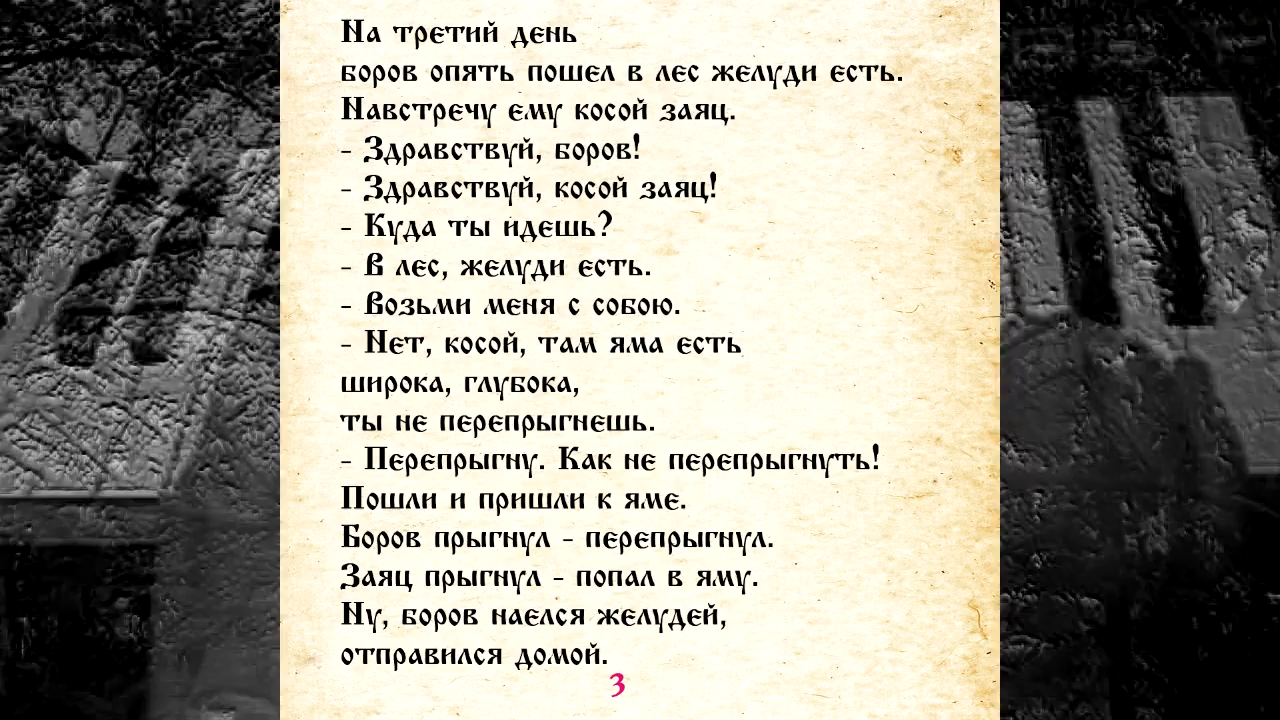 На третий день
боров опять пошел в лес желуди есть.
Навстречу ему косой заяц.
- Здравствуй, боров!
- Здравствуй, косой заяц!
- Куда ты идешь?
- В лес, желуди есть.
- Возьми меня с собою.
- Нет, косой, там яма есть
широка, глубока,
ты не перепрыгнешь.
- Перепрыгну. Как не перепрыгнуть!
Пошли и пришли к яме.
Боров прыгнул - перепрыгнул.
Заяц прыгнул - попал в яму.
Ну, боров наелся желудей,
отправился домой.
3